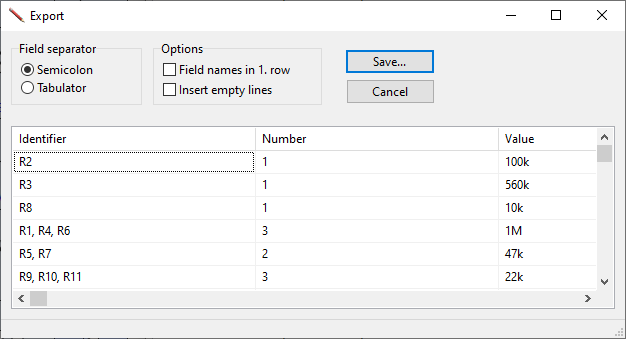 Export
Field separator
Semicolon
Tabulator
Options
Field names in 1. row
Insert empty lines
Save...
Cancel
Identifier Number Value
R2 1 100k
R3 1 560k
R8 1 10k
R1, R4, R6 3 1M
R5, R7 2 47k
R9, R10, R11 3 22k